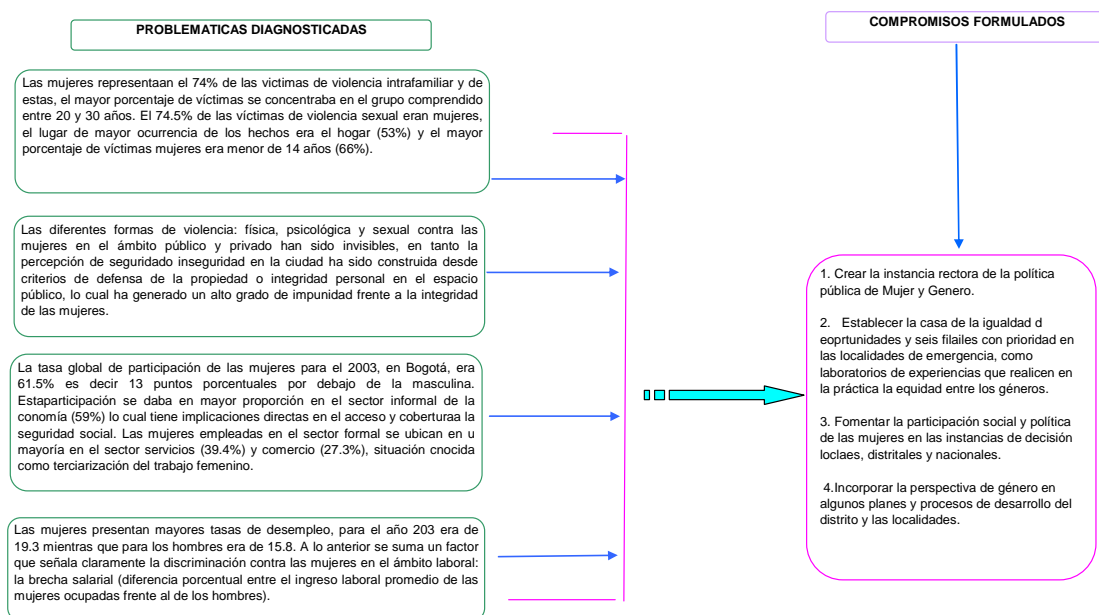 PROBLEMATICAS DIAGNOSTICADAS
Las mujeres representaan el 74% de las victimas de violencia intrafamiliar y de
estas, el mayor porcentaje de víctimas se concentraba en el grupo comprendido
entre 20 y 30 años. El 74.5% de las víctimas de violencia sexual eran mujeres,
el lugar de mayor ocurrencia de los hechos era el hogar (53%) y el mayor
porcentaje de víctimas mujeres era menor de 14 años (66%).
Las diferentes formas de violencia: física, psicológica y sexual contra las
mujeres en el ámbito público y privado han sido invisibles, en tanto la
percepción de seguridado inseguridad en la ciudad ha sido construida desde
criterios de defensa de la propiedad o integridad personal en el espacio
público, lo cual ha generado un alto grado de impunidad frente a la integridad
de las mujeres.
La tasa global de participación de las mujeres para el 2003, en Bogotá, era
61.5% es decir 13 puntos porcentuales por debajo de la masculina.
Estaparticipación se daba en mayor proporción en el sector informal de la
conomía (59%) lo cual tiene implicaciones directas en el acceso y coberturaa la
seguridad social. Las mujeres empleadas en el sector formal se ubican en u
mayoría en el sector servicios (39.4%) y comercio (27.3%), situación cnocida
como terciarización del trabajo femenino.
Las mujeres presentan mayores tasas de desempleo, para el año 203 era de
19.3 mientras que para los hombres era de 15.8. A lo anterior se suma un factor
que señala claramente la discriminación contra las mujeres en el ámbito laboral:
la brecha salarial (diferencia porcentual entre el ingreso laboral promedio de las
mujeres ocupadas frente al de los hombres).
COMPROMISOS FORMULADOS
1. Crear la instancia rectora de la política
pública de Mujer y Genero.
2. Establecer la casa de la igualdad d
eoprtunidades y seis filailes con prioridad en
las localidades de emergencia, como
laboratorios de experiencias que realicen en
la práctica la equidad entre los géneros.
3. Fomentar la participación social y política
de las mujeres en las instancias de decisión
loclaes, distritales y nacionales.
4.Incorporar la perspectiva de género en
algunos planes y procesos de desarrollo del
distrito y las localidades.